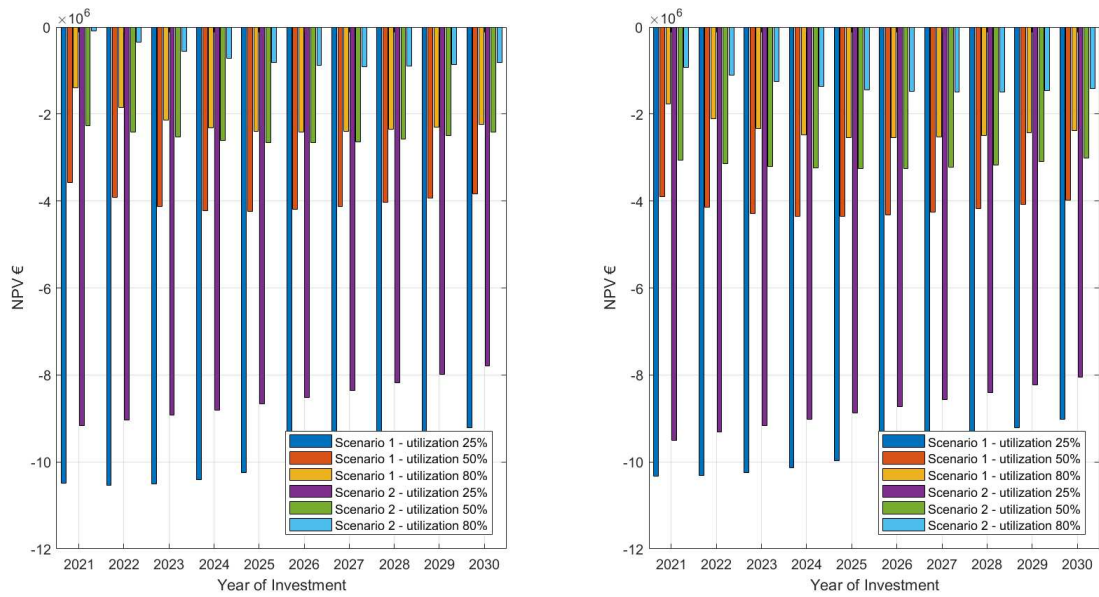 ×10⁶
0
-2
-4
-6
-8
-10
-12
NPV €
2021 2022 2023 2024 2025 2026 2027 2028 2029 2030
Year of Investment
Scenario 1 - utilization 25%
Scenario 1 - utilization 50%
Scenario 1 - utilization 80%
Scenario 2 - utilization 25%
Scenario 2 - utilization 50%
Scenario 2 - utilization 80%
×10⁶
0
-2
-4
-6
-8
-10
-12
NPV €
2021 2022 2023 2024 2025 2026 2027 2028 2029 2030
Year of Investment
Scenario 1 - utilization 25%
Scenario 1 - utilization 50%
Scenario 1 - utilization 80%
Scenario 2 - utilization 25%
Scenario 2 - utilization 50%
Scenario 2 - utilization 80%